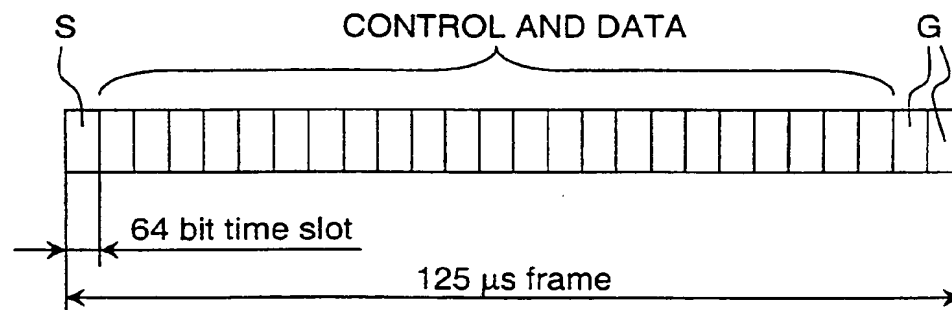 S CONTROL AND DATA G
64 bit time slot
125 μs frame